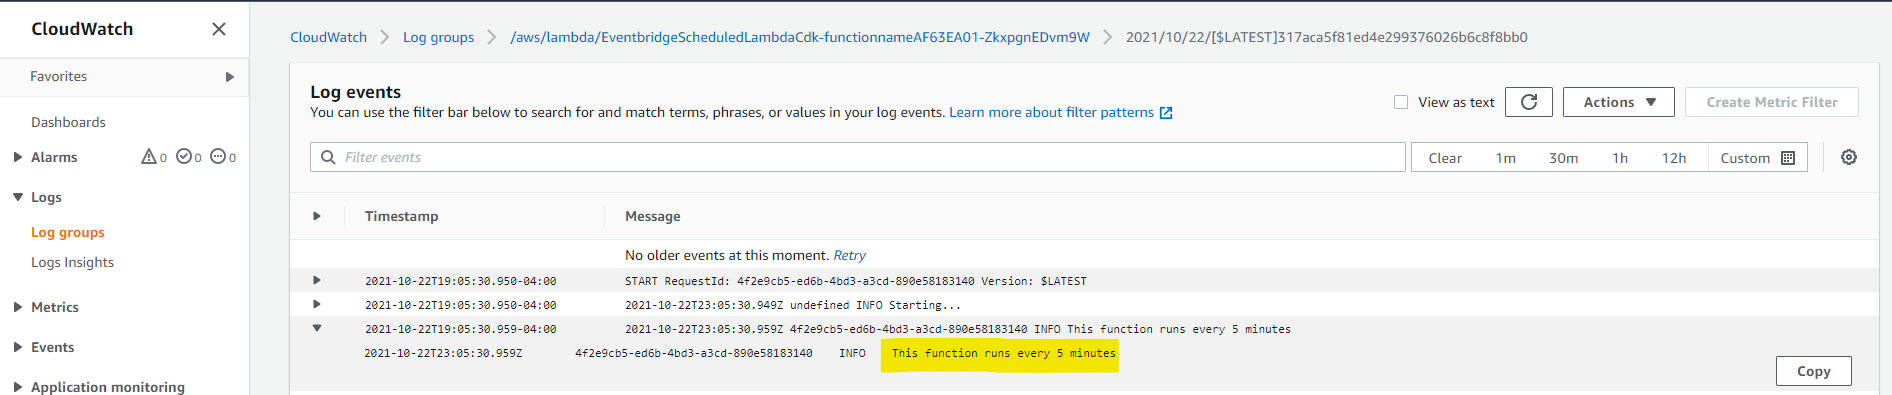 CloudWatch
Favorites
Dashboards
Alarms 0 0 0
Logs
Log groups
Logs Insights
Metrics
Events
Application monitoring
CloudWatch Log groups /aws/lambda/EventbridgeScheduledLambdaCdk-functionnameAF63EA01-ZkxpgnEDvm9W 2021/10/22/[$LATEST]317aca5f81ed4e299376026b6c8f8bb0
Log events
You can use the filter bar below to search for and match terms, phrases, or values in your log events. Learn more about filter patterns
View as text Actions Create Metric Filter
Filter events
Clear 1m 30m 1h 12h Custom
Timestamp Message
No older events at this moment. Retry
2021-10-22T19:05:30.950-04:00 START RequestId: 4f2e9cb5-ed6b-4bd3-a3cd-890e58183140 Version: $LATEST
2021-10-22T19:05:30.950-04:00 2021-10-22T23:05:30.949Z undefined INFO Starting...
2021-10-22T19:05:30.959-04:00 2021-10-22T23:05:30.959Z 4f2e9cb5-ed6b-4bd3-a3cd-890e58183140 INFO This function runs every 5 minutes
2021-10-22T23:05:30.959Z 4f2e9cb5-ed6b-4bd3-a3cd-890e58183140 INFO This function runs every 5 minutes
Copy